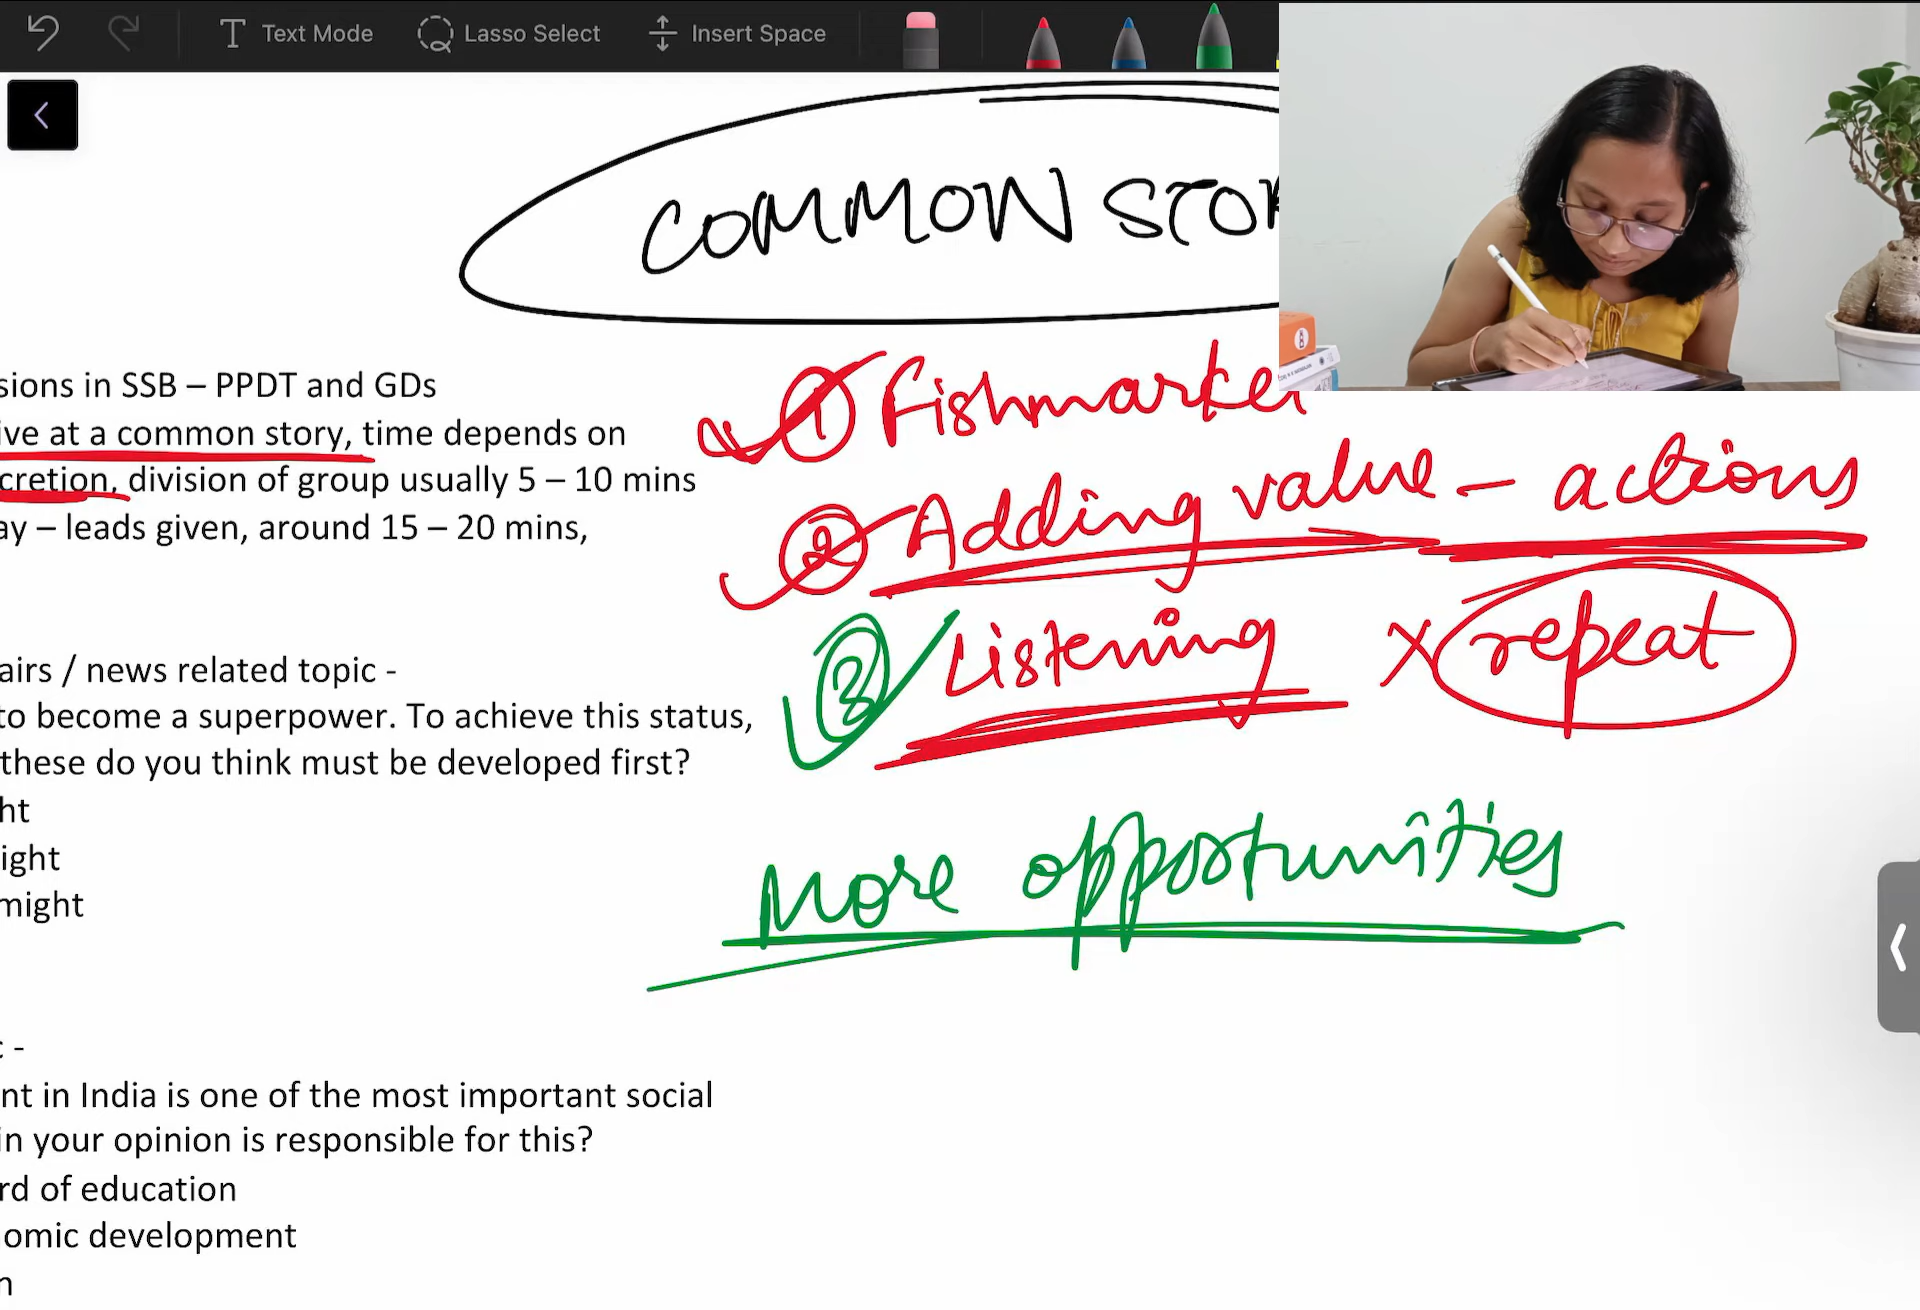 Text Mode Lasso Select Insert Space
COMMON STOR
sions in SSB – PPDT and GDs
ive at a common story, time depends on
cretion, division of group usually 5 – 10 mins
ay – leads given, around 15 – 20 mins,
airs / news related topic -
to become a superpower. To achieve this status,
these do you think must be developed first?
ht
ight
might
c -
nt in India is one of the most important social
in your opinion is responsible for this?
rd of education
omic development
n
1 Fishmarket
2 Adding value – actions
3 Listening X repeat
More opportunities